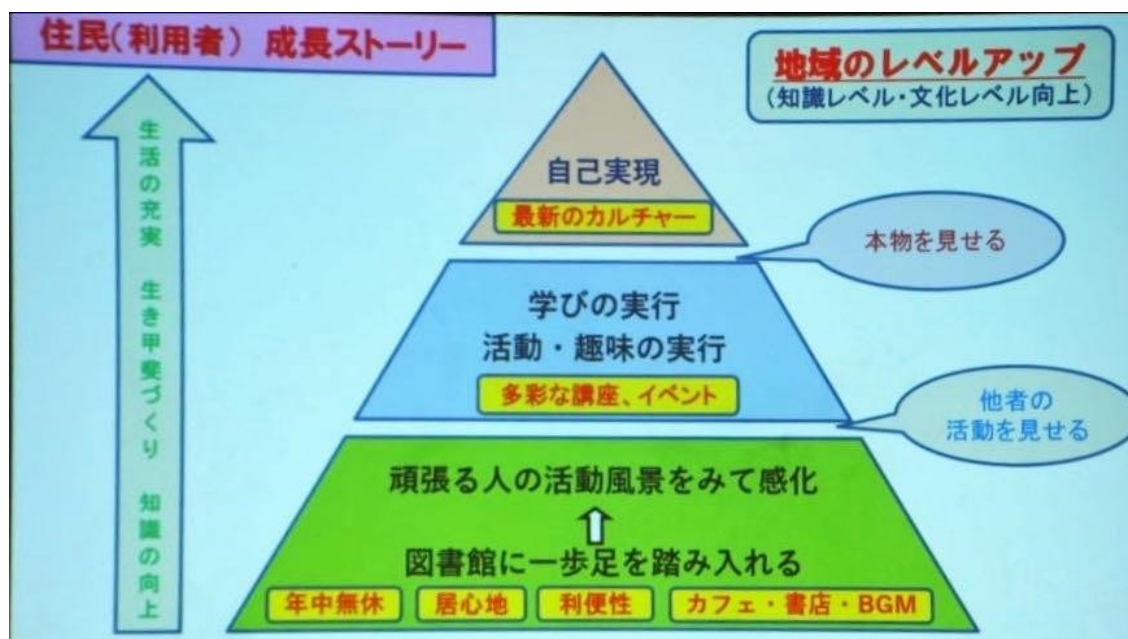 住民(利用者) 成長ストーリー
地域のレベルアップ
(知識レベル・文化レベル向上)
生活の充実 生き甲斐づくり 知識の向上
自己実現
最新のカルチャー
本物を見せる
学びの実行
活動・趣味の実行
多彩な講座、イベント
他者の
活動を見せる
頑張る人の活動風景をみて感化
図書館に一歩足を踏み入れる
年中無休
居心地
利便性
カフェ・書店・BGM